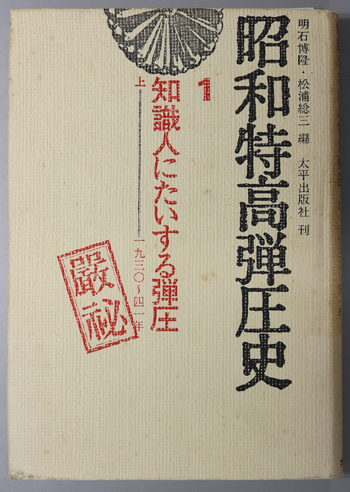 明石博隆・松浦総三 編 太平出版社 刊
昭和特高弾圧史
1
知識人にたいする弾圧
上
一九三〇~四一年
厳秘